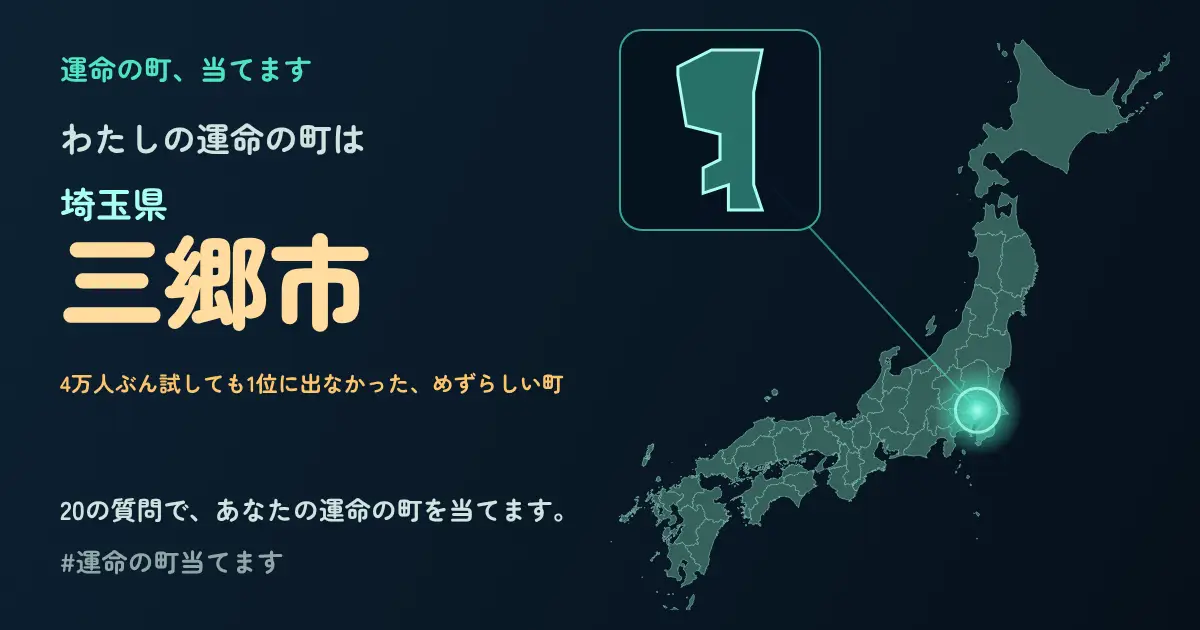 運命の町、当てます
わたしの運命の町は
埼玉県
三郷市
4万人ぶん試しても1位に出なかった、めずらしい町
20の質問で、あなたの運命の町を当てます。
#運命の町当てます